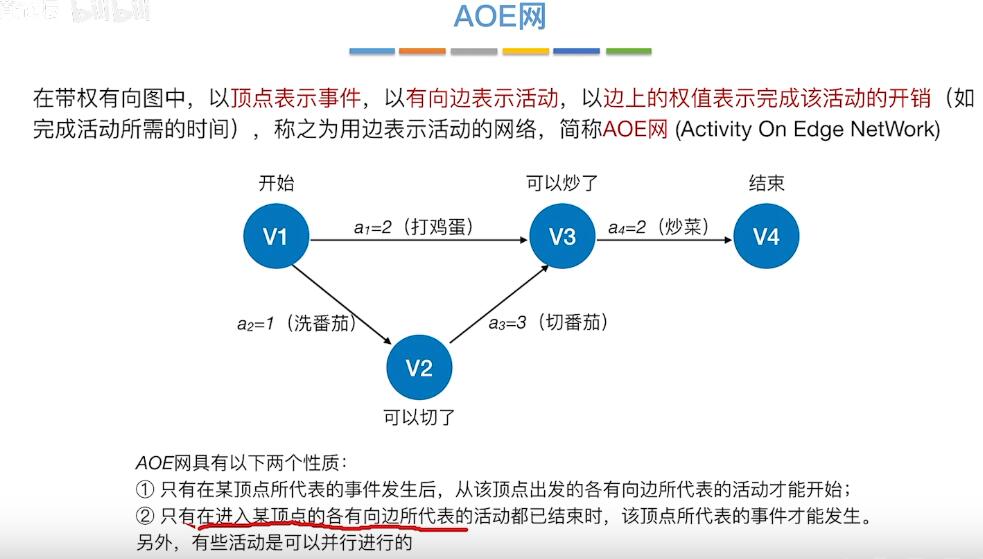 bilibili
AOE网
在带权有向图中，以顶点表示事件，以有向边表示活动，以边上的权值表示完成该活动的开销（如
完成活动所需的时间），称之为用边表示活动的网络，简称AOE网 (Activity On Edge NetWork)
开始
可以炒了
结束
V1
a1=2（打鸡蛋）
V3
a4=2（炒菜）
V4
a2=1（洗番茄）
a3=3（切番茄）
V2
可以切了
AOE网具有以下两个性质：
① 只有在某顶点所代表的事件发生后，从该顶点出发的各有向边所代表的活动才能开始；
② 只有在进入某顶点的各有向边所代表的活动都已结束时，该顶点所代表的事件才能发生。
另外，有些活动是可以并行进行的